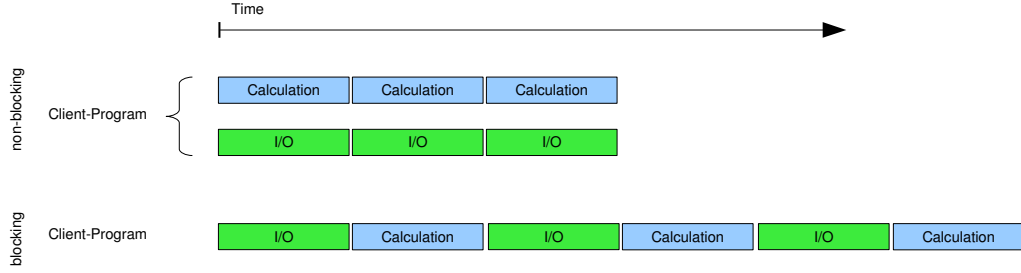 Time
non-blocking
Client-Program
Calculation Calculation Calculation
I/O I/O I/O
blocking
Client-Program
I/O Calculation I/O Calculation I/O Calculation